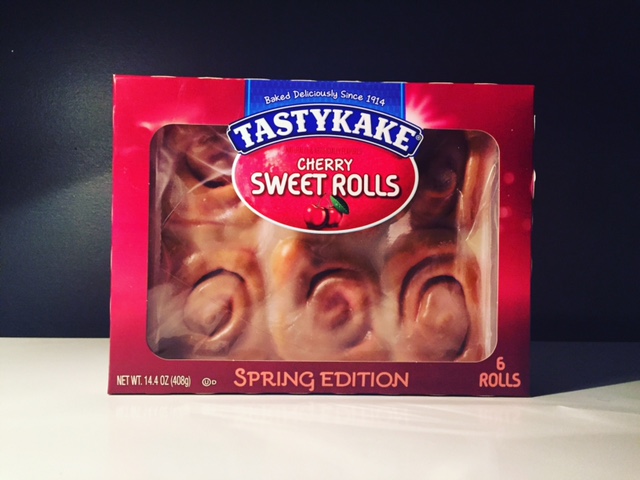 Baked Deliciously Since 1914
TASTYKAKE
CHERRY
SWEET ROLLS
NET WT. 14.4 OZ (408g) U D
SPRING EDITION
6
ROLLS